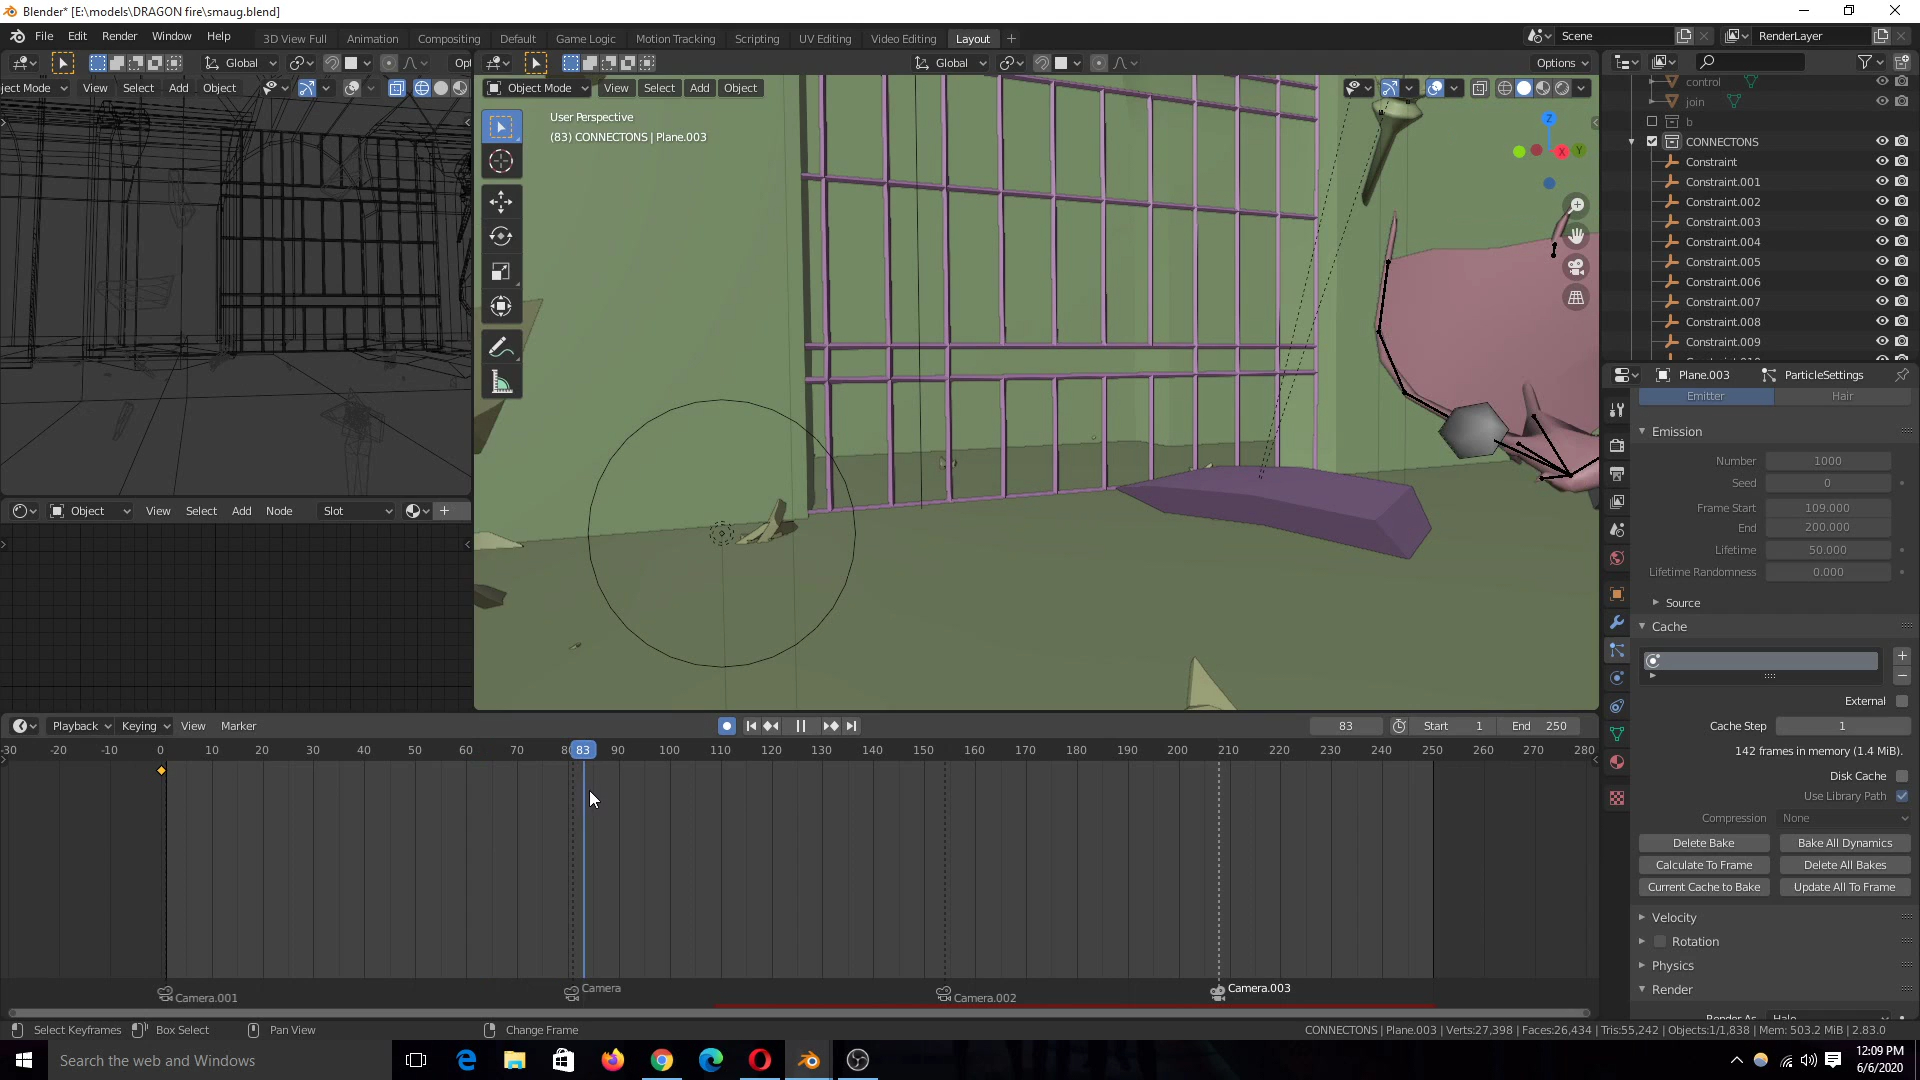 Blender* [E:\models\DRAGON fire\smaug.blend]
File Edit Render Window Help
3D View Full Animation Compositing Default Game Logic Motion Tracking Scripting UV Editing Video Editing Layout
Scene
RenderLayer
Global
Opt
Global
Options
ject Mode View Select Add Object
Object Mode View Select Add Object
User Perspective
(83) CONNECTONS | Plane.003
Z
X
Y
control
join
b
CONNECTONS
Constraint
Constraint.001
Constraint.002
Constraint.003
Constraint.004
Constraint.005
Constraint.006
Constraint.007
Constraint.008
Constraint.009
Plane.003
ParticleSettings
Emitter
Hair
Emission
Number 1000
Seed 0
Frame Start 109.000
End 200.000
Lifetime 50.000
Lifetime Randomness 0.000
Source
Cache
External
Cache Step 1
142 frames in memory (1.4 MiB).
Disk Cache
Use Library Path
Compression None
Delete Bake Bake All Dynamics
Calculate To Frame Delete All Bakes
Current Cache to Bake Update All To Frame
Velocity
Rotation
Physics
Render
Render As Halo
Object View Select Add Node Slot
Playback Keying View Marker
83 Start 1 End 250
-30 -20 -10 0 10 20 30 40 50 60 70 83 90 100 110 120 130 140 150 160 170 180 190 200 210 220 230 240 250 260 270 280
Camera.001
Camera
Camera.002
Camera.003
Select Keyframes Box Select Pan View Change Frame
CONNECTONS | Plane.003 | Verts:27,398 | Faces:26,434 | Tris:55,242 | Objects:1/1,838 | Mem: 503.2 MiB | 2.83.0
Search the web and Windows
12:09 PM
6/6/2020